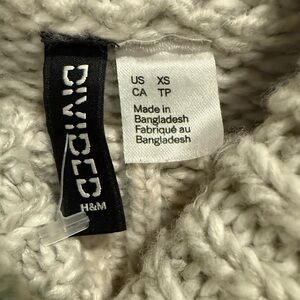 DIVIDED
H&M
US XS
CA TP
Made in
Bangladesh
Fabriqué au
Bangladesh